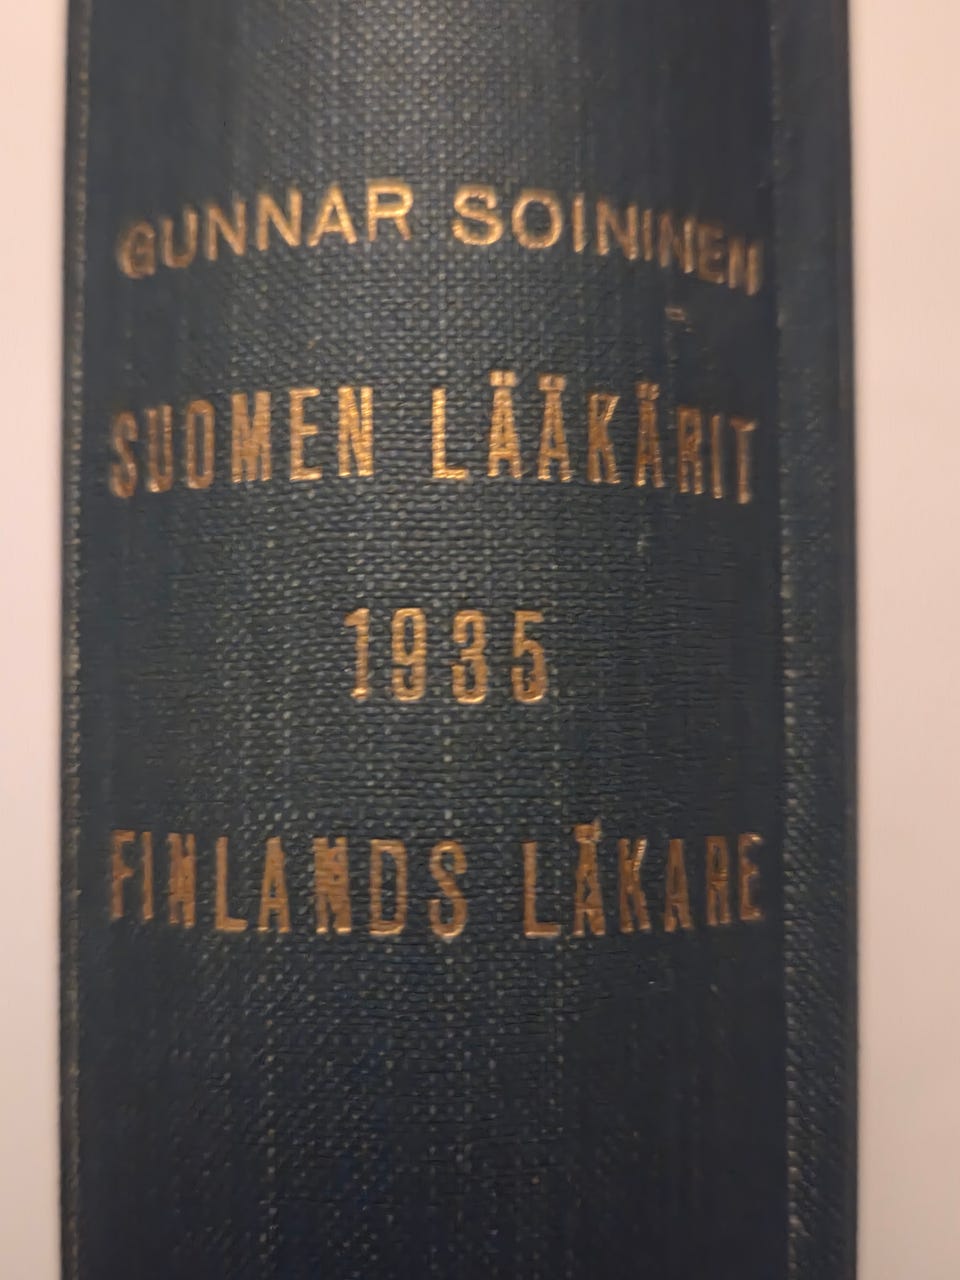 GUNNAR SOININEN
SUOMEN LÄÄKÄRIT
1935
FINLANDS LÄKARE